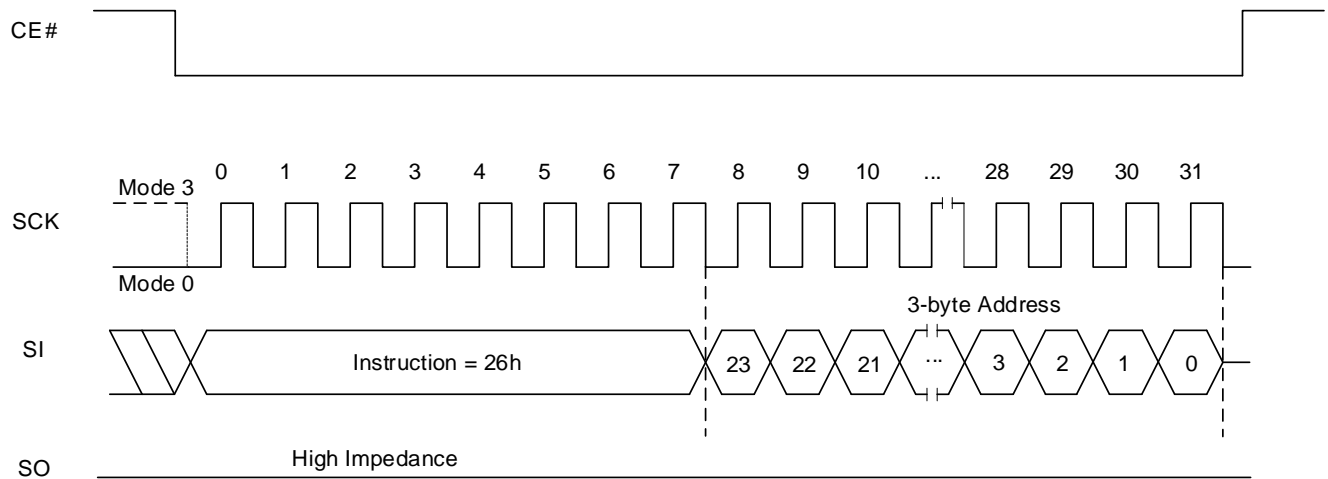 CE#
0 1 2 3 4 5 6 7 8 9 10 ... 28 29 30 31
Mode 3
SCK
Mode 0
3-byte Address
SI
Instruction = 26h 23 22 21 ... 3 2 1 0
High Impedance
SO